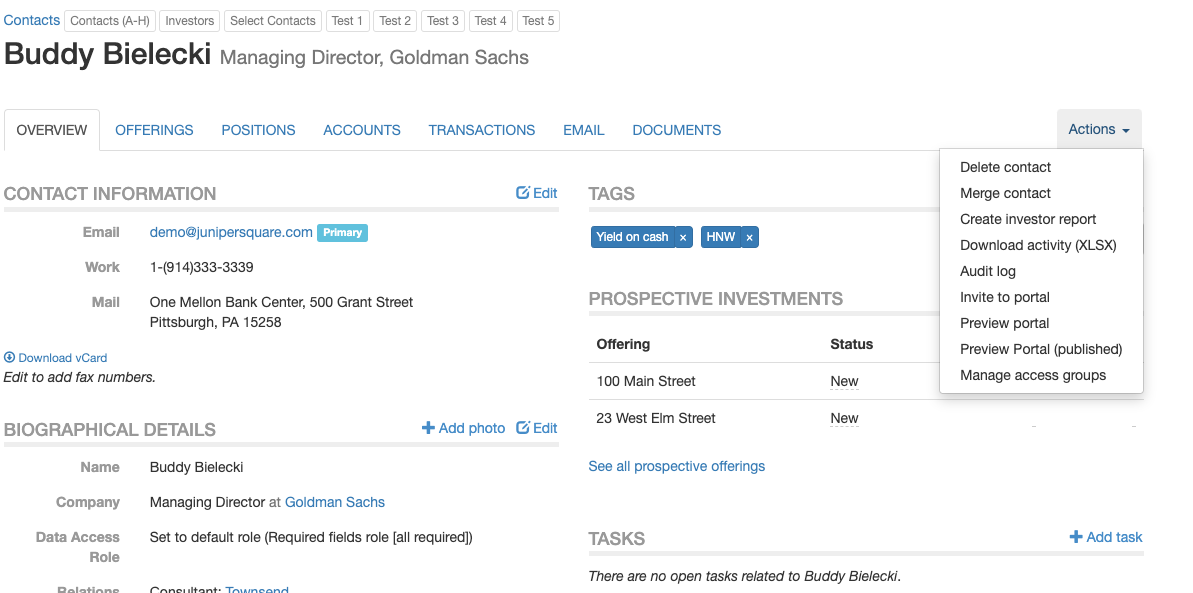 Contacts Contacts (A-H) Investors Select Contacts Test 1 Test 2 Test 3 Test 4 Test 5
Buddy Bielecki Managing Director, Goldman Sachs
OVERVIEW OFFERINGS POSITIONS ACCOUNTS TRANSACTIONS EMAIL DOCUMENTS Actions
Delete contact
Merge contact
Create investor report
Download activity (XLSX)
Audit log
Invite to portal
Preview portal
Preview Portal (published)
Manage access groups
CONTACT INFORMATION Edit
Email demo@junipersquare.com Primary
Work 1-(914)333-3339
Mail One Mellon Bank Center, 500 Grant Street
Pittsburgh, PA 15258
Download vCard
Edit to add fax numbers.
BIOGRAPHICAL DETAILS Add photo Edit
Name Buddy Bielecki
Company Managing Director at Goldman Sachs
Data Access Set to default role (Required fields role [all required])
Role
Relations Consultant: Townsend
TAGS
Yield on cash × HNW ×
PROSPECTIVE INVESTMENTS
Offering Status
100 Main Street New
23 West Elm Street New
See all prospective offerings
TASKS Add task
There are no open tasks related to Buddy Bielecki.